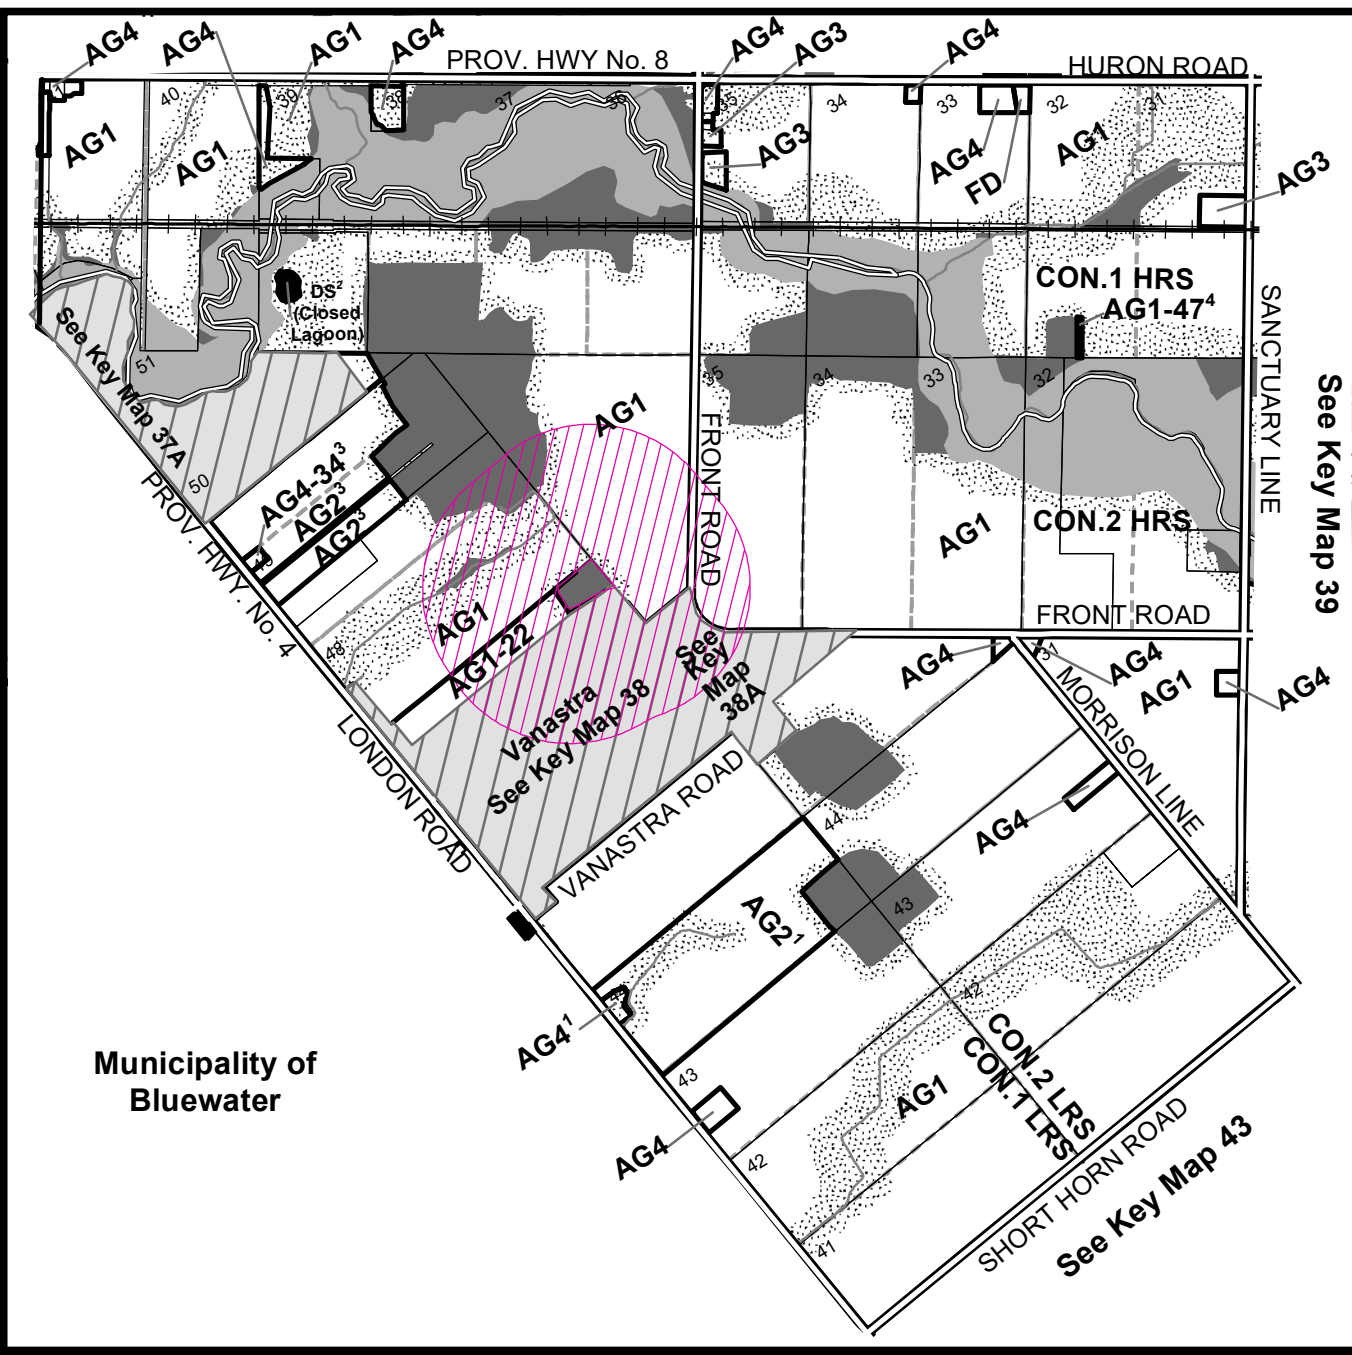 AG4
AG4
AG1
AG4
PROV. HWY No. 8
AG4
AG3
AG4
HURON ROAD
40
39
38
37
36
35
34
33
32
31
AG1
AG1
AG3
AG4
FD
AG1
AG3
DS²
(Closed
Lagoon)
CON.1 HRS
AG1-47⁴
SANCTUARY LINE
See Key Map 39
See Key Map 37A
51
50
35
34
33
32
AG1
FRONT ROAD
PROV. HWY. No. 4
AG4-34³
AG2³
AG2³
AG1
CON.2 HRS
FRONT ROAD
48
AG1
AG1-22
Vanastra
See Key Map 38
See
Key
Map
38A
AG4
31
AG4
AG1
AG4
MORRISON LINE
LONDON ROAD
VANASTRA ROAD
44
AG4
43
AG2¹
44
AG4¹
42
CON.2 LRS
CON.1 LRS
AG1
Municipality of
Bluewater
43
AG4
42
41
SHORT HORN ROAD
See Key Map 43